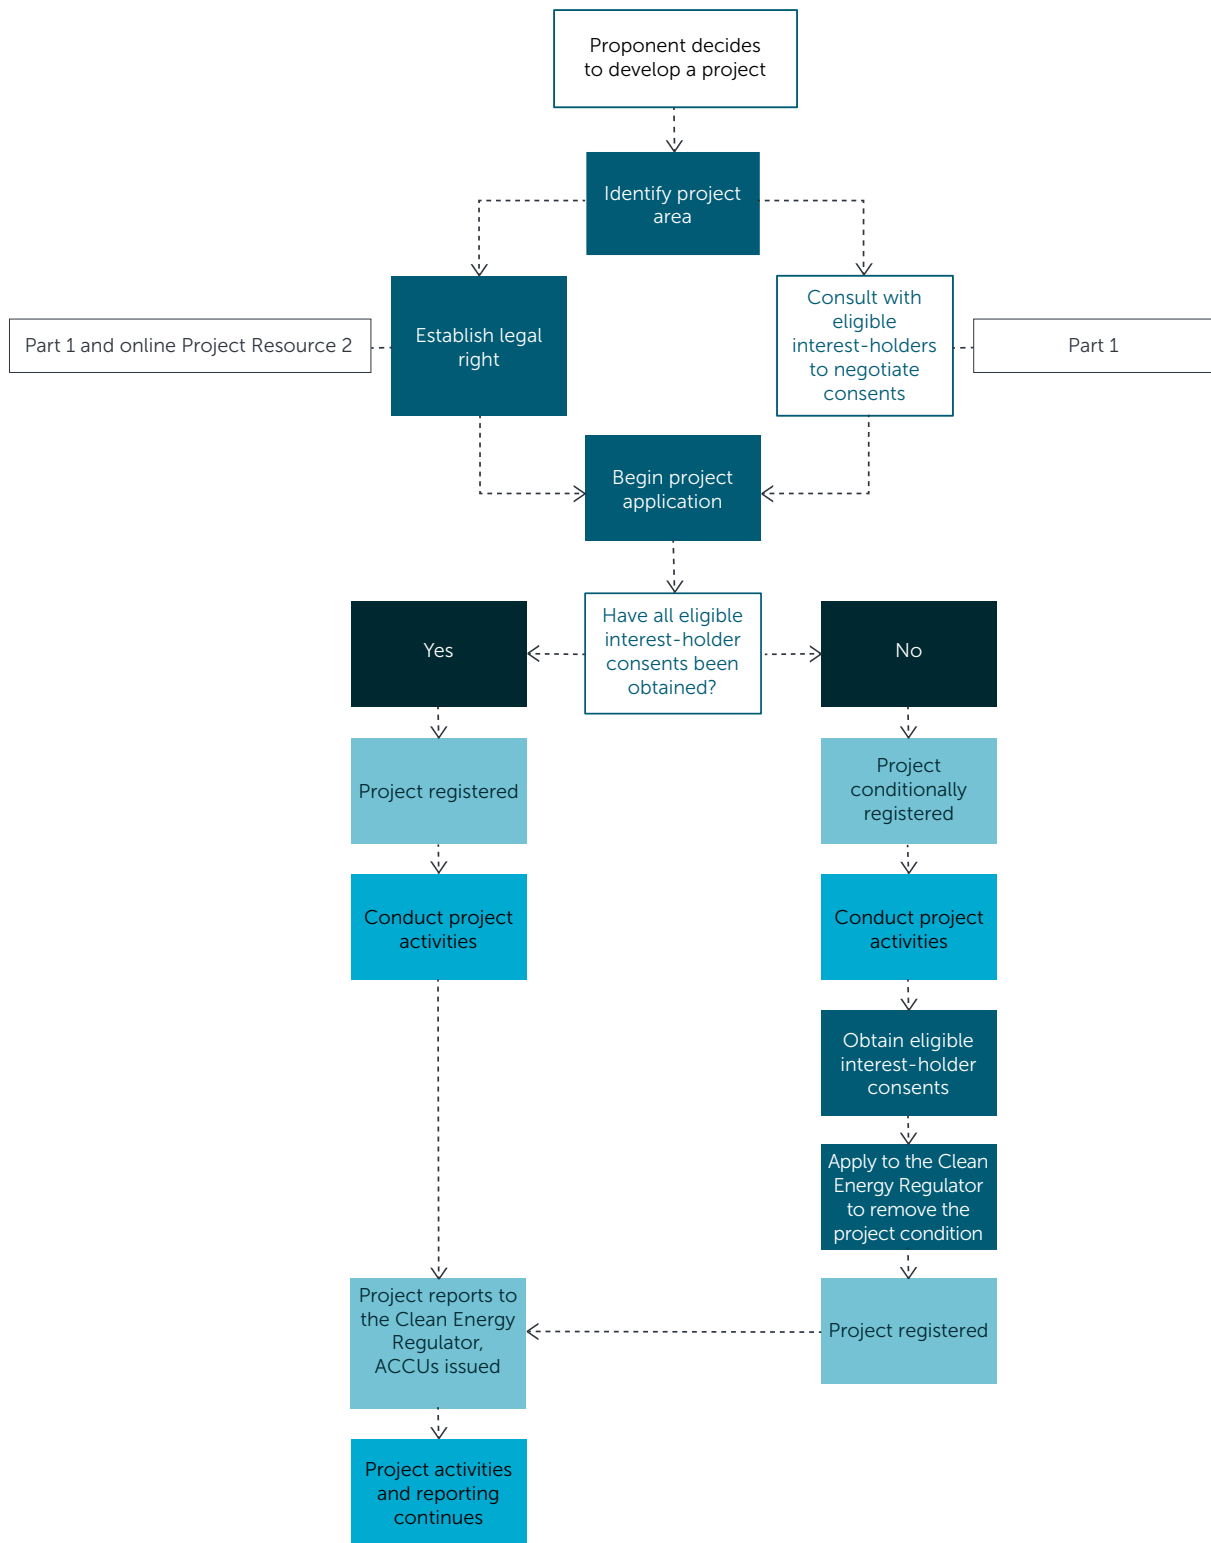 Proponent decides
to develop a project
Identify project
area
Part 1 and online Project Resource 2
Establish legal
right
Consult with
eligible
interest-holders
to negotiate
consents
Part 1
Begin project
application
Have all eligible
interest-holder
consents been
obtained?
Yes
No
Project registered
Project
conditionally
registered
Conduct project
activities
Conduct project
activities
Obtain eligible
interest-holder
consents
Apply to the Clean
Energy Regulator
to remove the
project condition
Project reports to
the Clean Energy
Regulator,
ACCUs issued
Project registered
Project activities
and reporting
continues